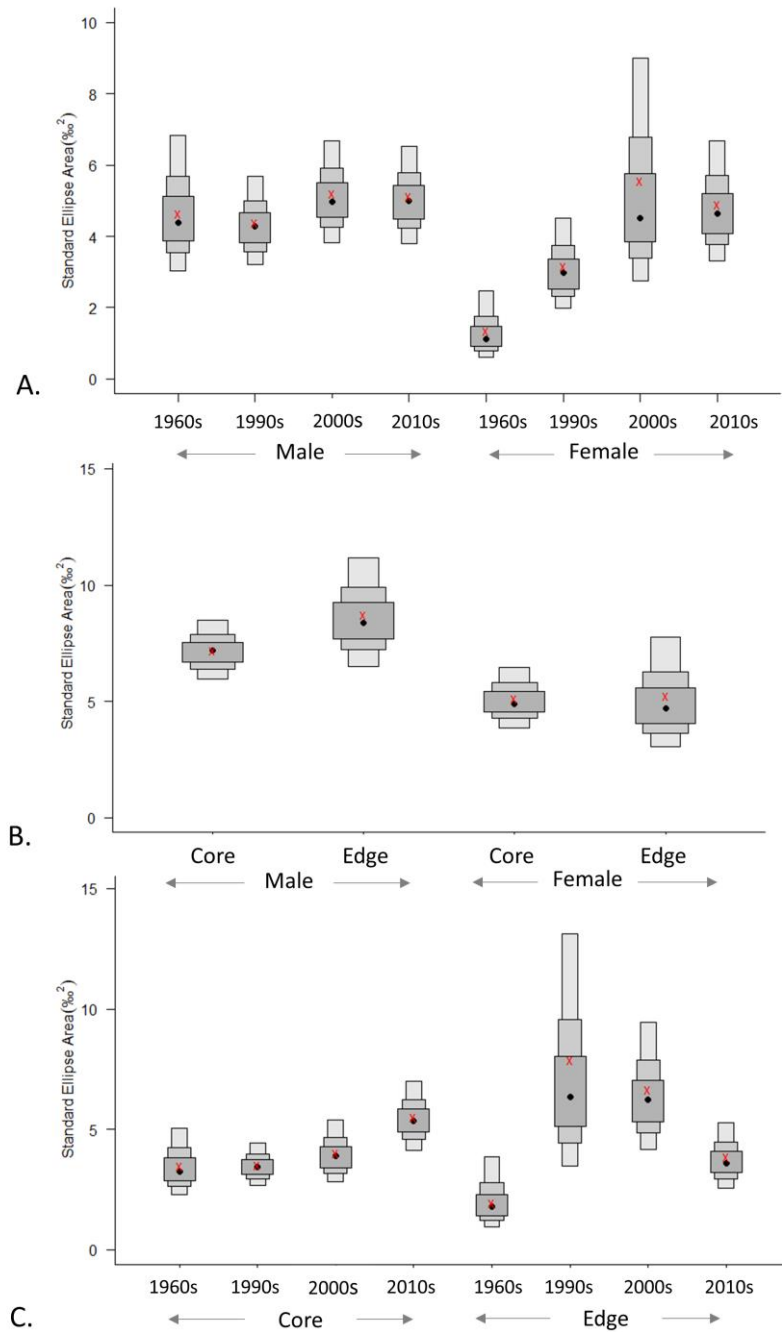 10
8
6
4
2
0
Standard Ellipse Area(‰²)
x x x x x x x x
A.
1960s 1990s 2000s 2010s 1960s 1990s 2000s 2010s
Male Female
15
10
5
0
Standard Ellipse Area(‰²)
x x x x
B.
Core Edge Core Edge
Male Female
15
10
5
0
Standard Ellipse Area(‰²)
x x x x x x x x
1960s 1990s 2000s 2010s 1960s 1990s 2000s 2010s
C.
Core Edge